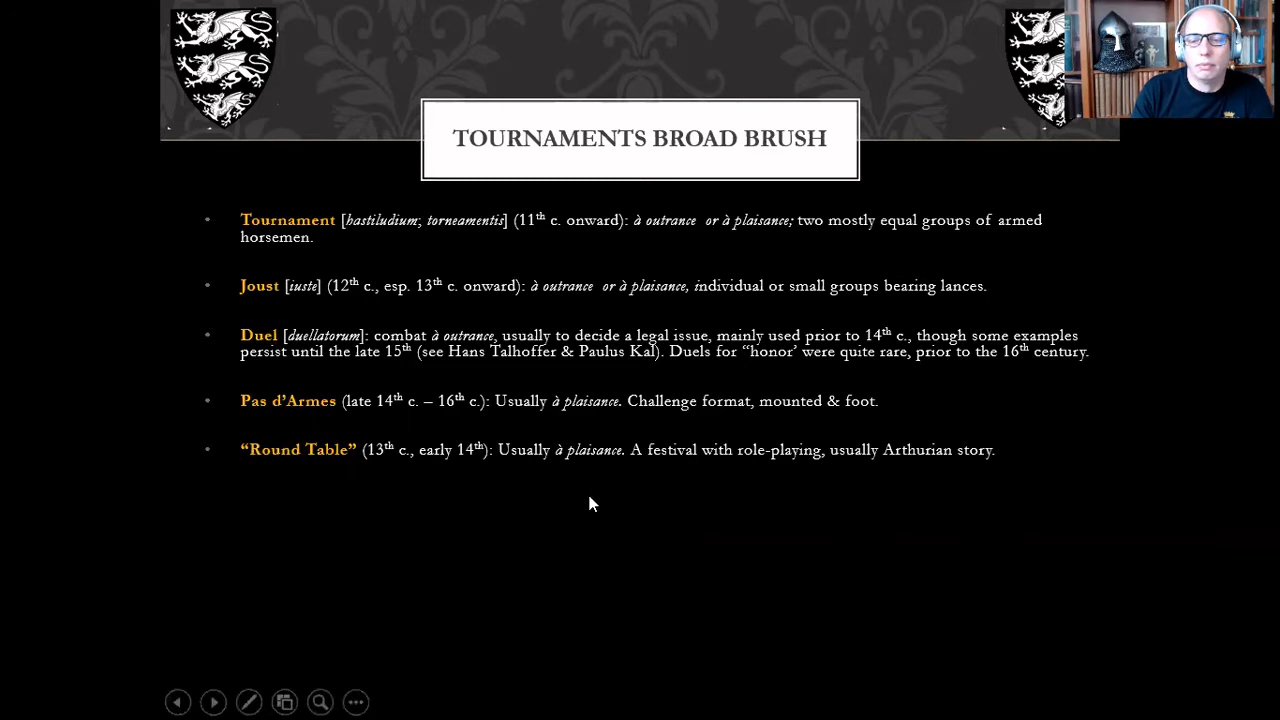 TOURNAMENTS BROAD BRUSH
• Tournament [hastiludium; torneamentis] (11th c. onward): à outrance or à plaisance; two mostly equal groups of armed
horsemen.
• Joust [iuste] (12th c., esp. 13th c. onward): à outrance or à plaisance, individual or small groups bearing lances.
• Duel [duellatorum]: combat à outrance, usually to decide a legal issue, mainly used prior to 14th c., though some examples
persist until the late 15th (see Hans Talhoffer & Paulus Kal). Duels for “honor’ were quite rare, prior to the 16th century.
• Pas d’Armes (late 14th c. – 16th c.): Usually à plaisance. Challenge format, mounted & foot.
• “Round Table” (13th c., early 14th): Usually à plaisance. A festival with role-playing, usually Arthurian story.